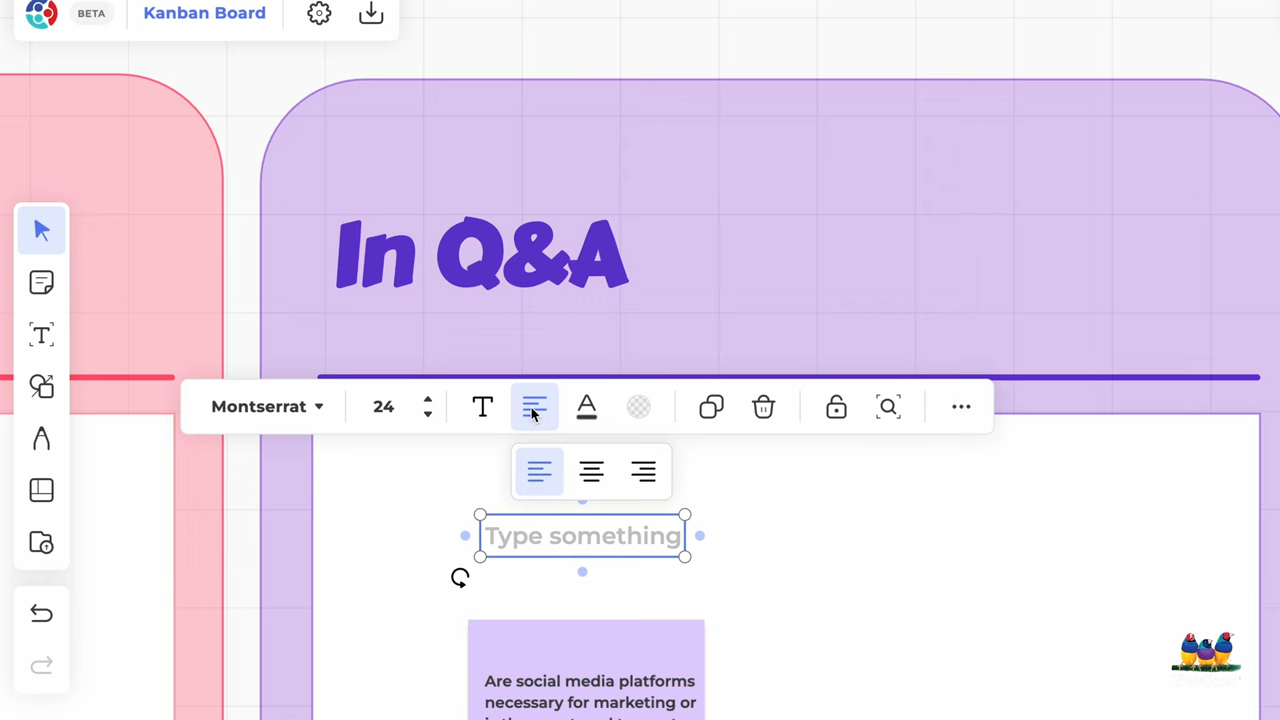 BETA
Kanban Board
In Q&A
Montserrat
24
Type something
Are social media platforms
necessary for marketing or